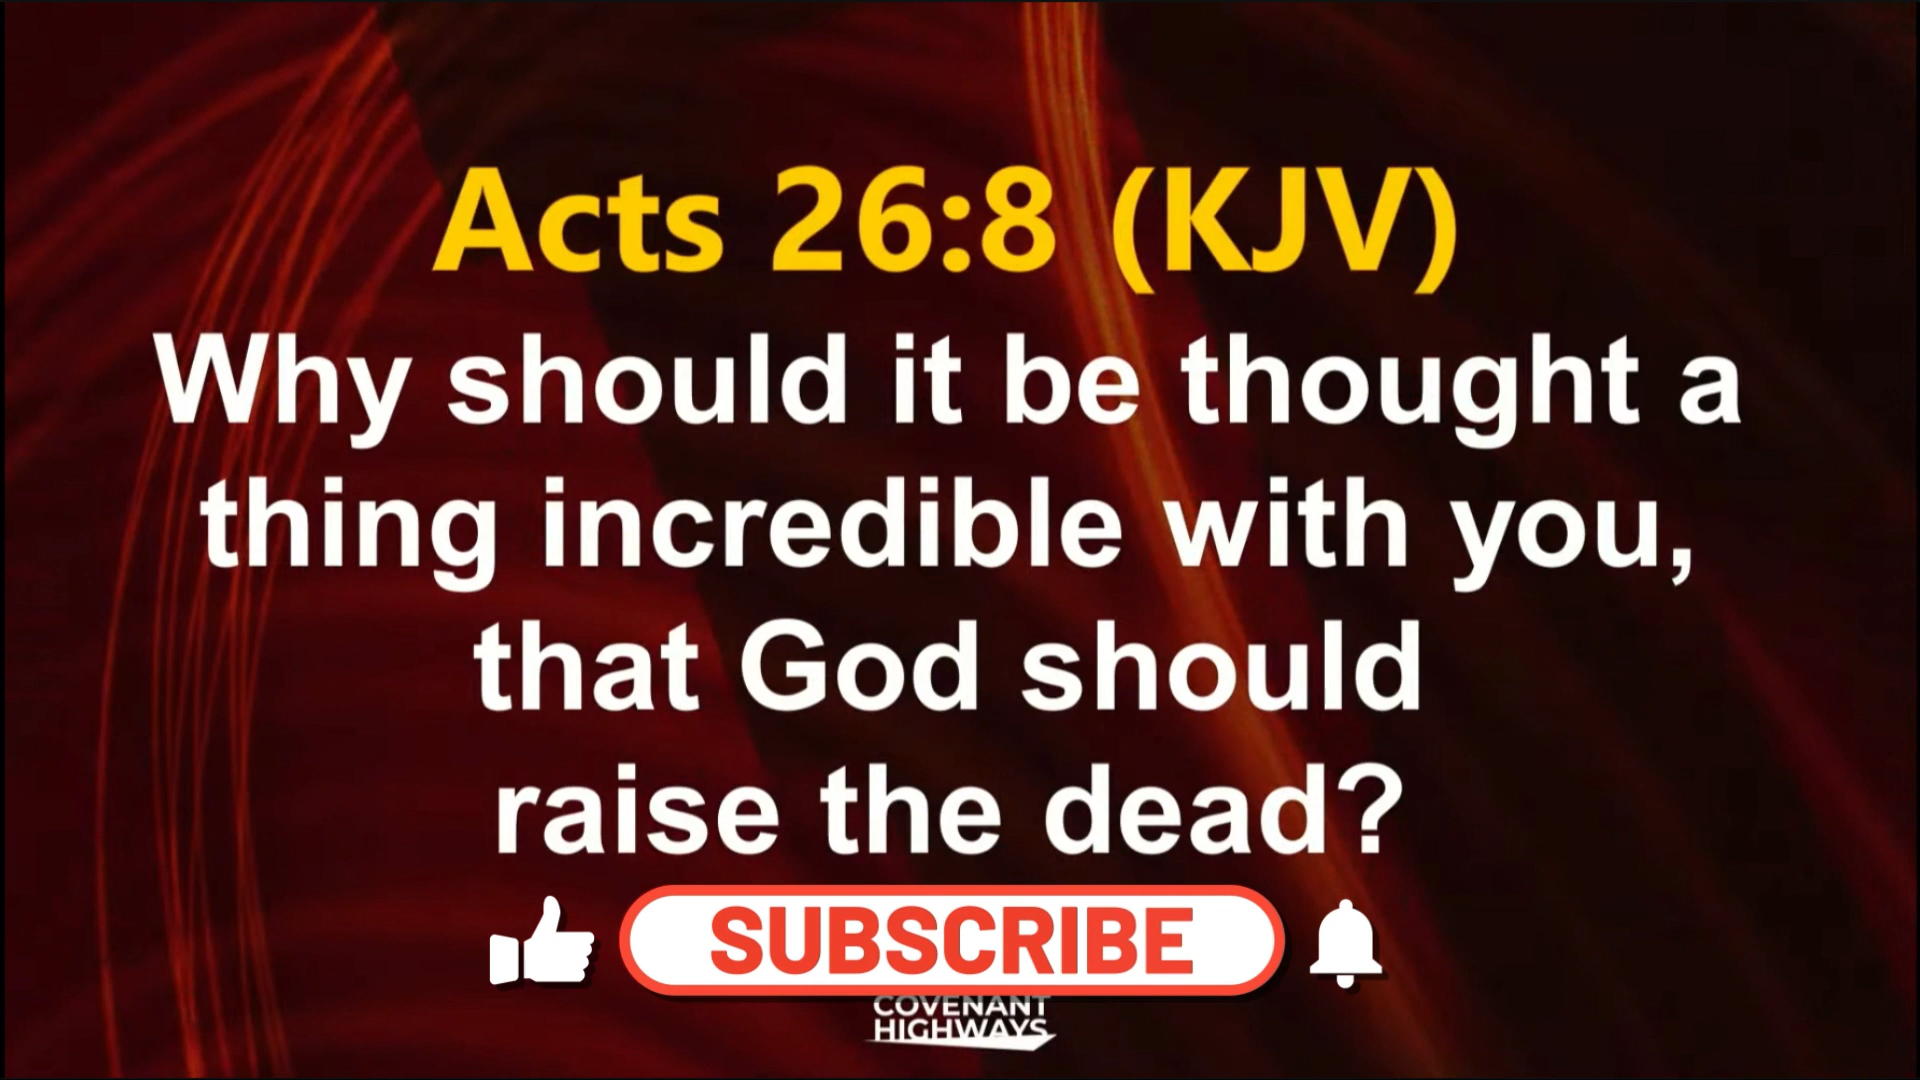 Acts 26:8 (KJV)
Why should it be thought a
thing incredible with you,
that God should
raise the dead?
SUBSCRIBE
COVENANT
HIGHWAYS